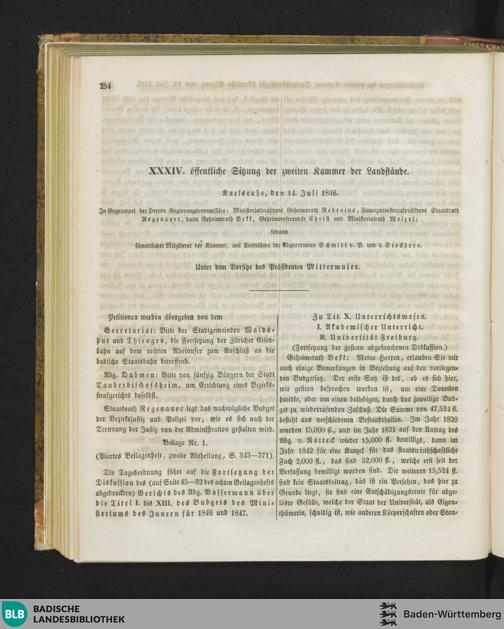 254
XXXIV. öffentliche Sitzung der zweiten Kammer der Landstände.
Karlsruhe, den 14. Juli 1846.
In Gegenwart der Herren Regierungskommissäre: Ministerialpräsident Geheimerath Nebenius, Finanzministerialpräsident Staatsrath
Regenauer, dann Geheimerath Bekk, Geheimereferendär Christ und Ministerialrath Weizel;
sodann
sämmtlicher Mitglieder der Kammer, mit Ausnahme der Abgeordneten Schmidt v. B. und v. Stockhorn.
Unter dem Vorsitze des Präsidenten Mittermaier.
Petitionen werden übergeben von dem
Secretariat: Bitte der Stadtgemeinden Walds-
hut und Thiengen, die Fortsetzung der Züricher Eisen-
bahn auf dem rechten Rheinufer zum Anschluß an die
badische Staatsbahn betreffend.
Abg. Dahmen: Bitte von fünfzig Bürgern der Stadt
Tauberbischofsheim, um Errichtung eines Bezirks-
strafgerichts daselbst.
Staatsrath Regenauer legt das nachträgliche Budget
der Bezirksjustiz und Polizei vor, wie es sich nach der
Trennung der Justiz von der Administration gestalten wird.
Beilage Nr. 1.
(Viertes Beilagenheft, zweite Abtheilung, S. 343—371).
Die Tagesordnung führt auf die Fortsetzung der
Diskussion des (auf Seite 45—82 des achten Beilagenhefts
abgedruckten) Berichts des Abg. Bassermann über
die Titel I. bis XIII. des Budgets des Mini-
steriums des Innern für 1846 und 1847.
Zu Tit. X. Unterrichtswesen.
I. Akademischer Unterricht.
B. Universität Freiburg.
(Fortsetzung der gestern abgebrochenen Diskussion.)
Geheimerath Bekk: Meine Herren, erlauben Sie mir
auch einige Bemerkungen in Beziehung auf den vorliegen-
den Budgetsatz. Der erste Satz ist der, ob es sich hier,
wie gestern besprochen worden ist, um eine Dotations-
handle, oder um einen beliebigen, durch das jeweilige Bud-
get zu wiederrufenden Zuschuß. Die Summe von 47,524 fl.
besteht aus verschiedenen Bestandtheilen. Im Jahr 1820
wurden 15,000 fl., und im Jahr 1831 auf den Antrag des
Abg. v. Rotteck wieder 15,000 fl. bewilligt, dann im
Jahr 1842 für eine Kanzel für das staatswirthschaftliche
Fach 2,000 fl., das sind 32,000 fl., welche erst seit der
Verfassung bewilligt worden sind. Die weiteren 15,524 fl.
sind kein Staatsbeitrag, das ist ein Versehen, das hier zu
Grunde liegt, sie sind eine Entschädigungsrente für abge-
löste Gefälle, welche der Staat der Universität, als Eigen-
thümerin, schuldig ist, wie anderen Körperschaften oder Stan-
BLB
BADISCHE
LANDESBIBLIOTHEK
Baden-Württemberg